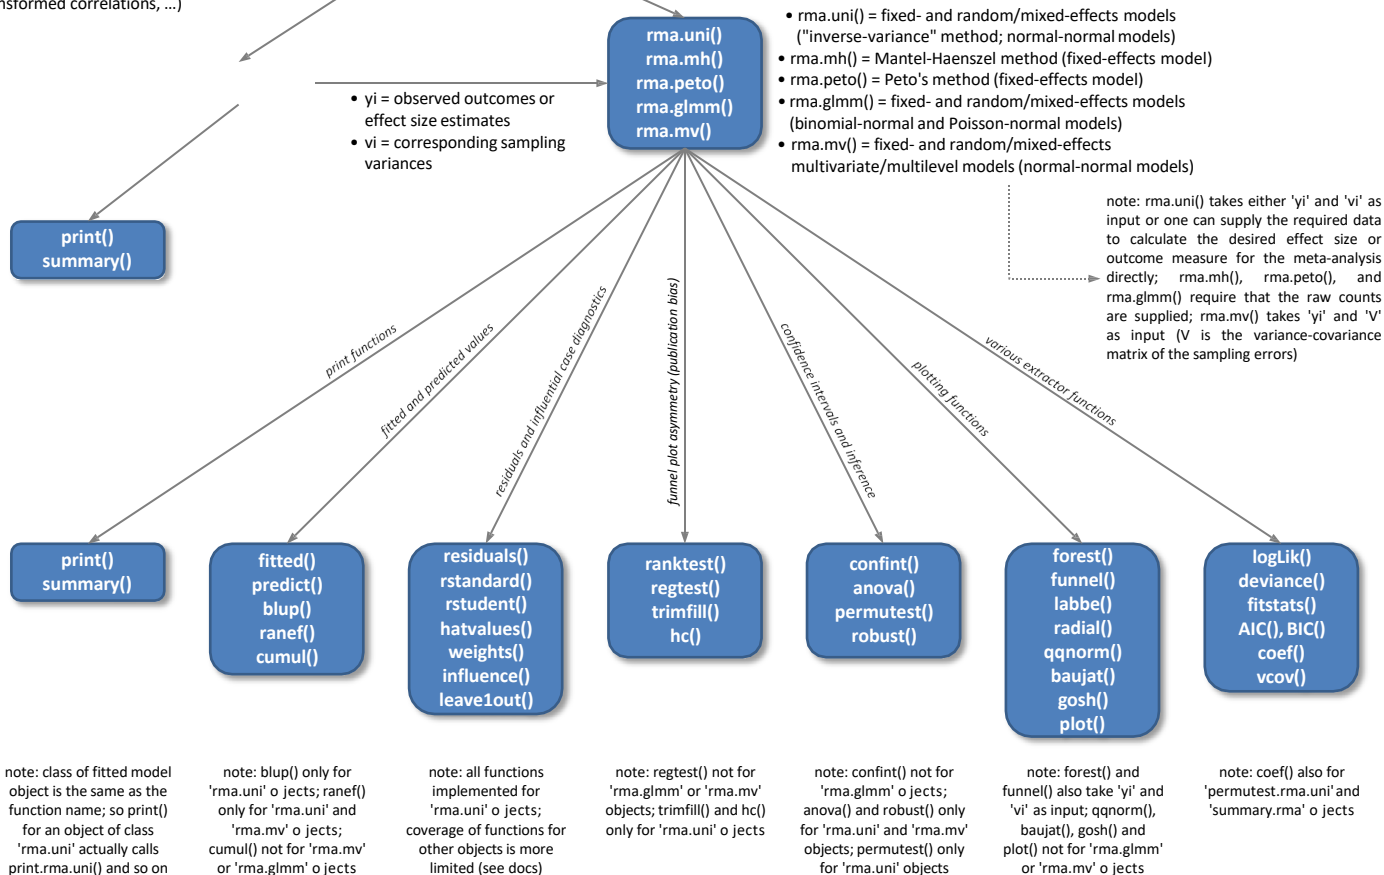 nsformed correlations, ...)
rma.uni()
rma.mh()
rma.peto()
rma.glmm()
rma.mv()
• rma.uni() = fixed- and random/mixed-effects models
("inverse-variance" method; normal-normal models)
• rma.mh() = Mantel-Haenszel method (fixed-effects model)
• rma.peto() = Peto's method (fixed-effects model)
• rma.glmm() = fixed- and random/mixed-effects models
(binomial-normal and Poisson-normal models)
• rma.mv() = fixed- and random/mixed-effects
multivariate/multilevel models (normal-normal models)
• yi = observed outcomes or
effect size estimates
• vi = corresponding sampling
variances
note: rma.uni() takes either 'yi' and 'vi' as
input or one can supply the required data
to calculate the desired effect size or
outcome measure for the meta-analysis
directly; rma.mh(), rma.peto(), and
rma.glmm() require that the raw counts
are supplied; rma.mv() takes 'yi' and 'V'
as input (V is the variance-covariance
matrix of the sampling errors)
print()
summary()
print functions
fitted and predicted values
residuals and influential case diagnostics
funnel plot asymmetry (publication bias)
confidence intervals and inference
plotting functions
various extractor functions
print()
summary()
fitted()
predict()
blup()
ranef()
cumul()
residuals()
rstandard()
rstudent()
hatvalues()
weights()
influence()
leave1out()
ranktest()
regtest()
trimfill()
hc()
confint()
anova()
permutest()
robust()
forest()
funnel()
labbe()
radial()
qqnorm()
baujat()
gosh()
plot()
logLik()
deviance()
fitstats()
AIC(), BIC()
coef()
vcov()
note: class of fitted model
object is the same as the
function name; so print()
for an object of class
'rma.uni' actually calls
print.rma.uni() and so on
note: blup() only for
'rma.uni' o jects; ranef()
only for 'rma.uni' and
'rma.mv' o jects;
cumul() not for 'rma.mv'
or 'rma.glmm' o jects
note: all functions
implemented for
'rma.uni' o jects;
coverage of functions for
other objects is more
limited (see docs)
note: regtest() not for
'rma.glmm' or 'rma.mv'
objects; trimfill() and hc()
only for 'rma.uni' o jects
note: confint() not for
'rma.glmm' o jects;
anova() and robust() only
for 'rma.uni' and 'rma.mv'
objects; permutest() only
for 'rma.uni' objects
note: forest() and
funnel() also take 'yi' and
'vi' as input; qqnorm(),
baujat(), gosh() and
plot() not for 'rma.glmm'
or 'rma.mv' o jects
note: coef() also for
'permutest.rma.uni' and
'summary.rma' o jects